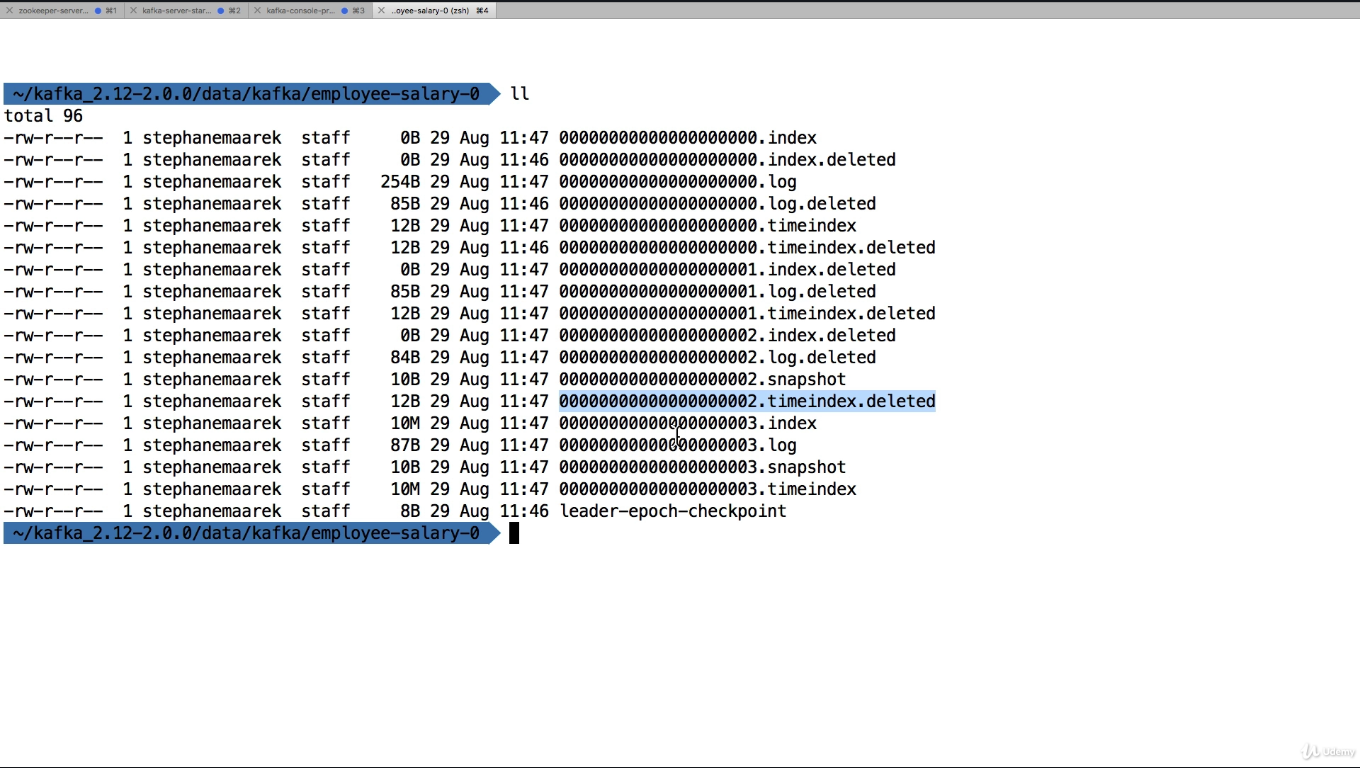 zookeeper-server... ⌘1 kafka-server-star... ⌘2 kafka-console-pr... ⌘3 ..oyee-salary-0 (zsh) ⌘4
~/kafka_2.12-2.0.0/data/kafka/employee-salary-0 ll
total 96
-rw-r--r-- 1 stephanemaarek staff 0B 29 Aug 11:47 00000000000000000000.index
-rw-r--r-- 1 stephanemaarek staff 0B 29 Aug 11:46 00000000000000000000.index.deleted
-rw-r--r-- 1 stephanemaarek staff 254B 29 Aug 11:47 00000000000000000000.log
-rw-r--r-- 1 stephanemaarek staff 85B 29 Aug 11:46 00000000000000000000.log.deleted
-rw-r--r-- 1 stephanemaarek staff 12B 29 Aug 11:47 00000000000000000000.timeindex
-rw-r--r-- 1 stephanemaarek staff 12B 29 Aug 11:46 00000000000000000000.timeindex.deleted
-rw-r--r-- 1 stephanemaarek staff 0B 29 Aug 11:47 00000000000000000001.index.deleted
-rw-r--r-- 1 stephanemaarek staff 85B 29 Aug 11:47 00000000000000000001.log.deleted
-rw-r--r-- 1 stephanemaarek staff 12B 29 Aug 11:47 00000000000000000001.timeindex.deleted
-rw-r--r-- 1 stephanemaarek staff 0B 29 Aug 11:47 00000000000000000002.index.deleted
-rw-r--r-- 1 stephanemaarek staff 84B 29 Aug 11:47 00000000000000000002.log.deleted
-rw-r--r-- 1 stephanemaarek staff 10B 29 Aug 11:47 00000000000000000002.snapshot
-rw-r--r-- 1 stephanemaarek staff 12B 29 Aug 11:47 00000000000000000002.timeindex.deleted
-rw-r--r-- 1 stephanemaarek staff 10M 29 Aug 11:47 00000000000000000003.index
-rw-r--r-- 1 stephanemaarek staff 87B 29 Aug 11:47 00000000000000000003.log
-rw-r--r-- 1 stephanemaarek staff 10B 29 Aug 11:47 00000000000000000003.snapshot
-rw-r--r-- 1 stephanemaarek staff 10M 29 Aug 11:47 00000000000000000003.timeindex
-rw-r--r-- 1 stephanemaarek staff 8B 29 Aug 11:46 leader-epoch-checkpoint
~/kafka_2.12-2.0.0/data/kafka/employee-salary-0
Udemy